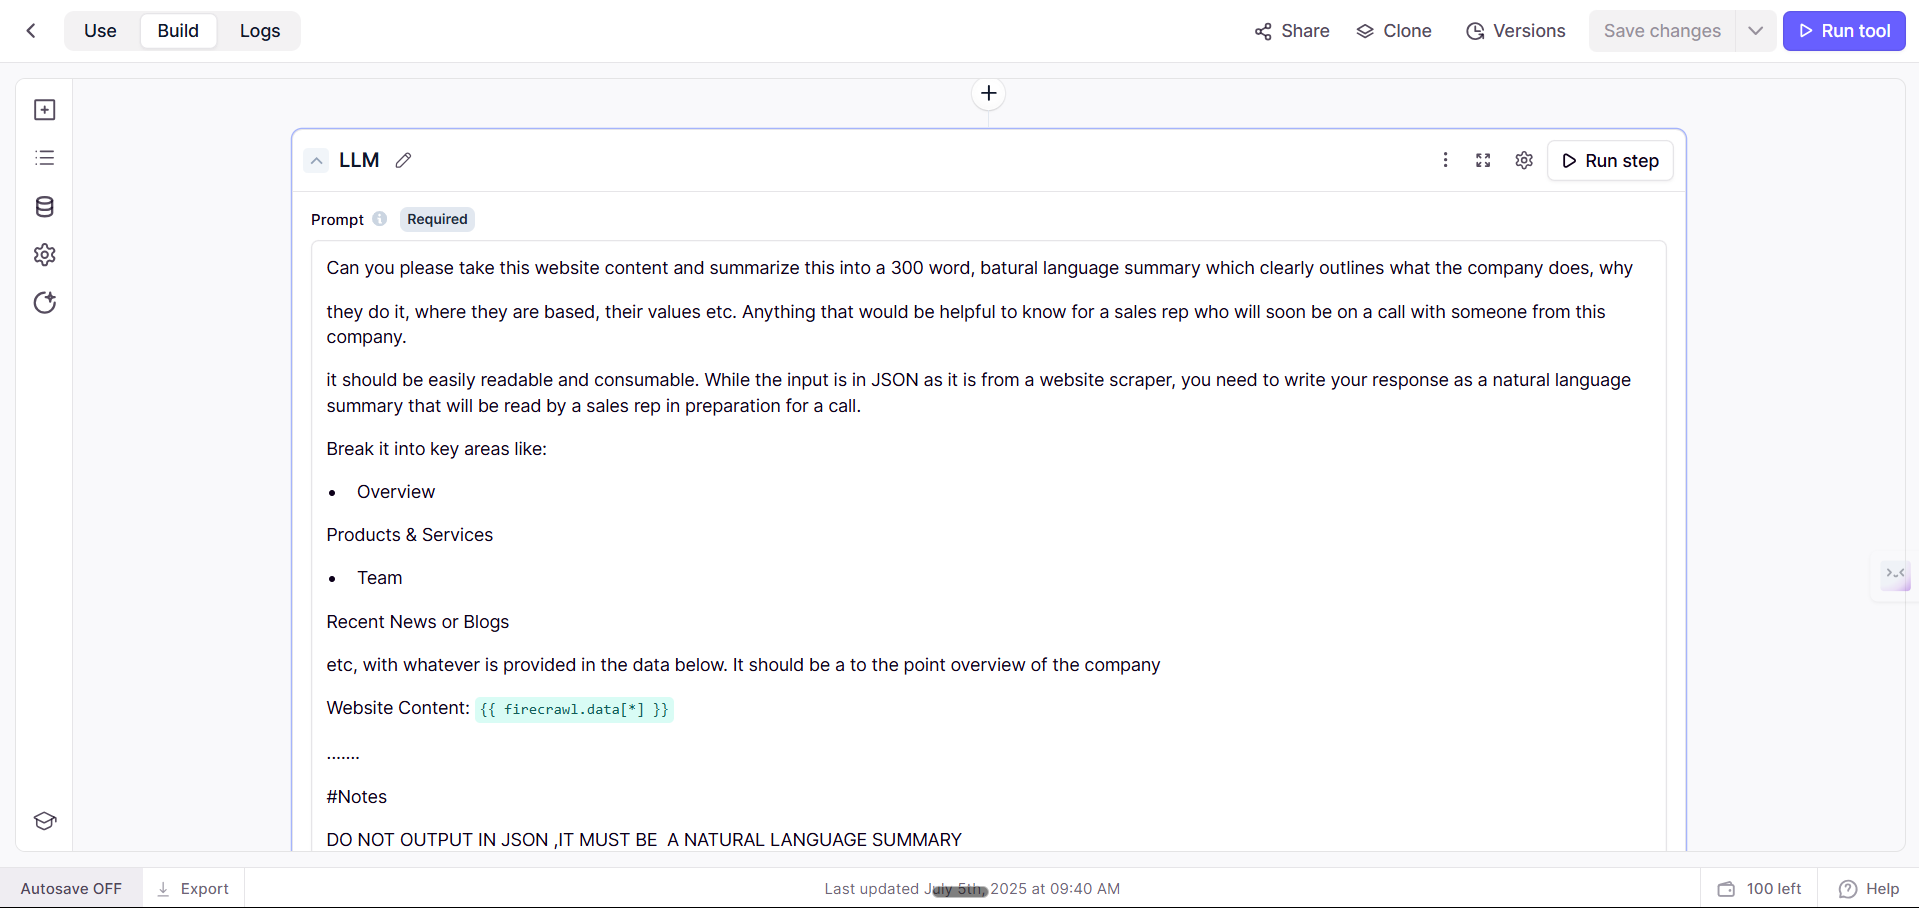 Use Build Logs Share Clone Versions Save changes Run tool
LLM Run step
Prompt Required
Can you please take this website content and summarize this into a 300 word, batural language summary which clearly outlines what the company does, why
they do it, where they are based, their values etc. Anything that would be helpful to know for a sales rep who will soon be on a call with someone from this
company.
it should be easily readable and consumable. While the input is in JSON as it is from a website scraper, you need to write your response as a natural language
summary that will be read by a sales rep in preparation for a call.
Break it into key areas like:
• Overview
Products & Services
• Team
Recent News or Blogs
etc, with whatever is provided in the data below. It should be a to the point overview of the company
Website Content: {{ firecrawl.data[*] }}
.......
#Notes
DO NOT OUTPUT IN JSON ,IT MUST BE  A NATURAL LANGUAGE SUMMARY
Autosave OFF Export Last updated July 5th, 2025 at 09:40 AM 100 left Help